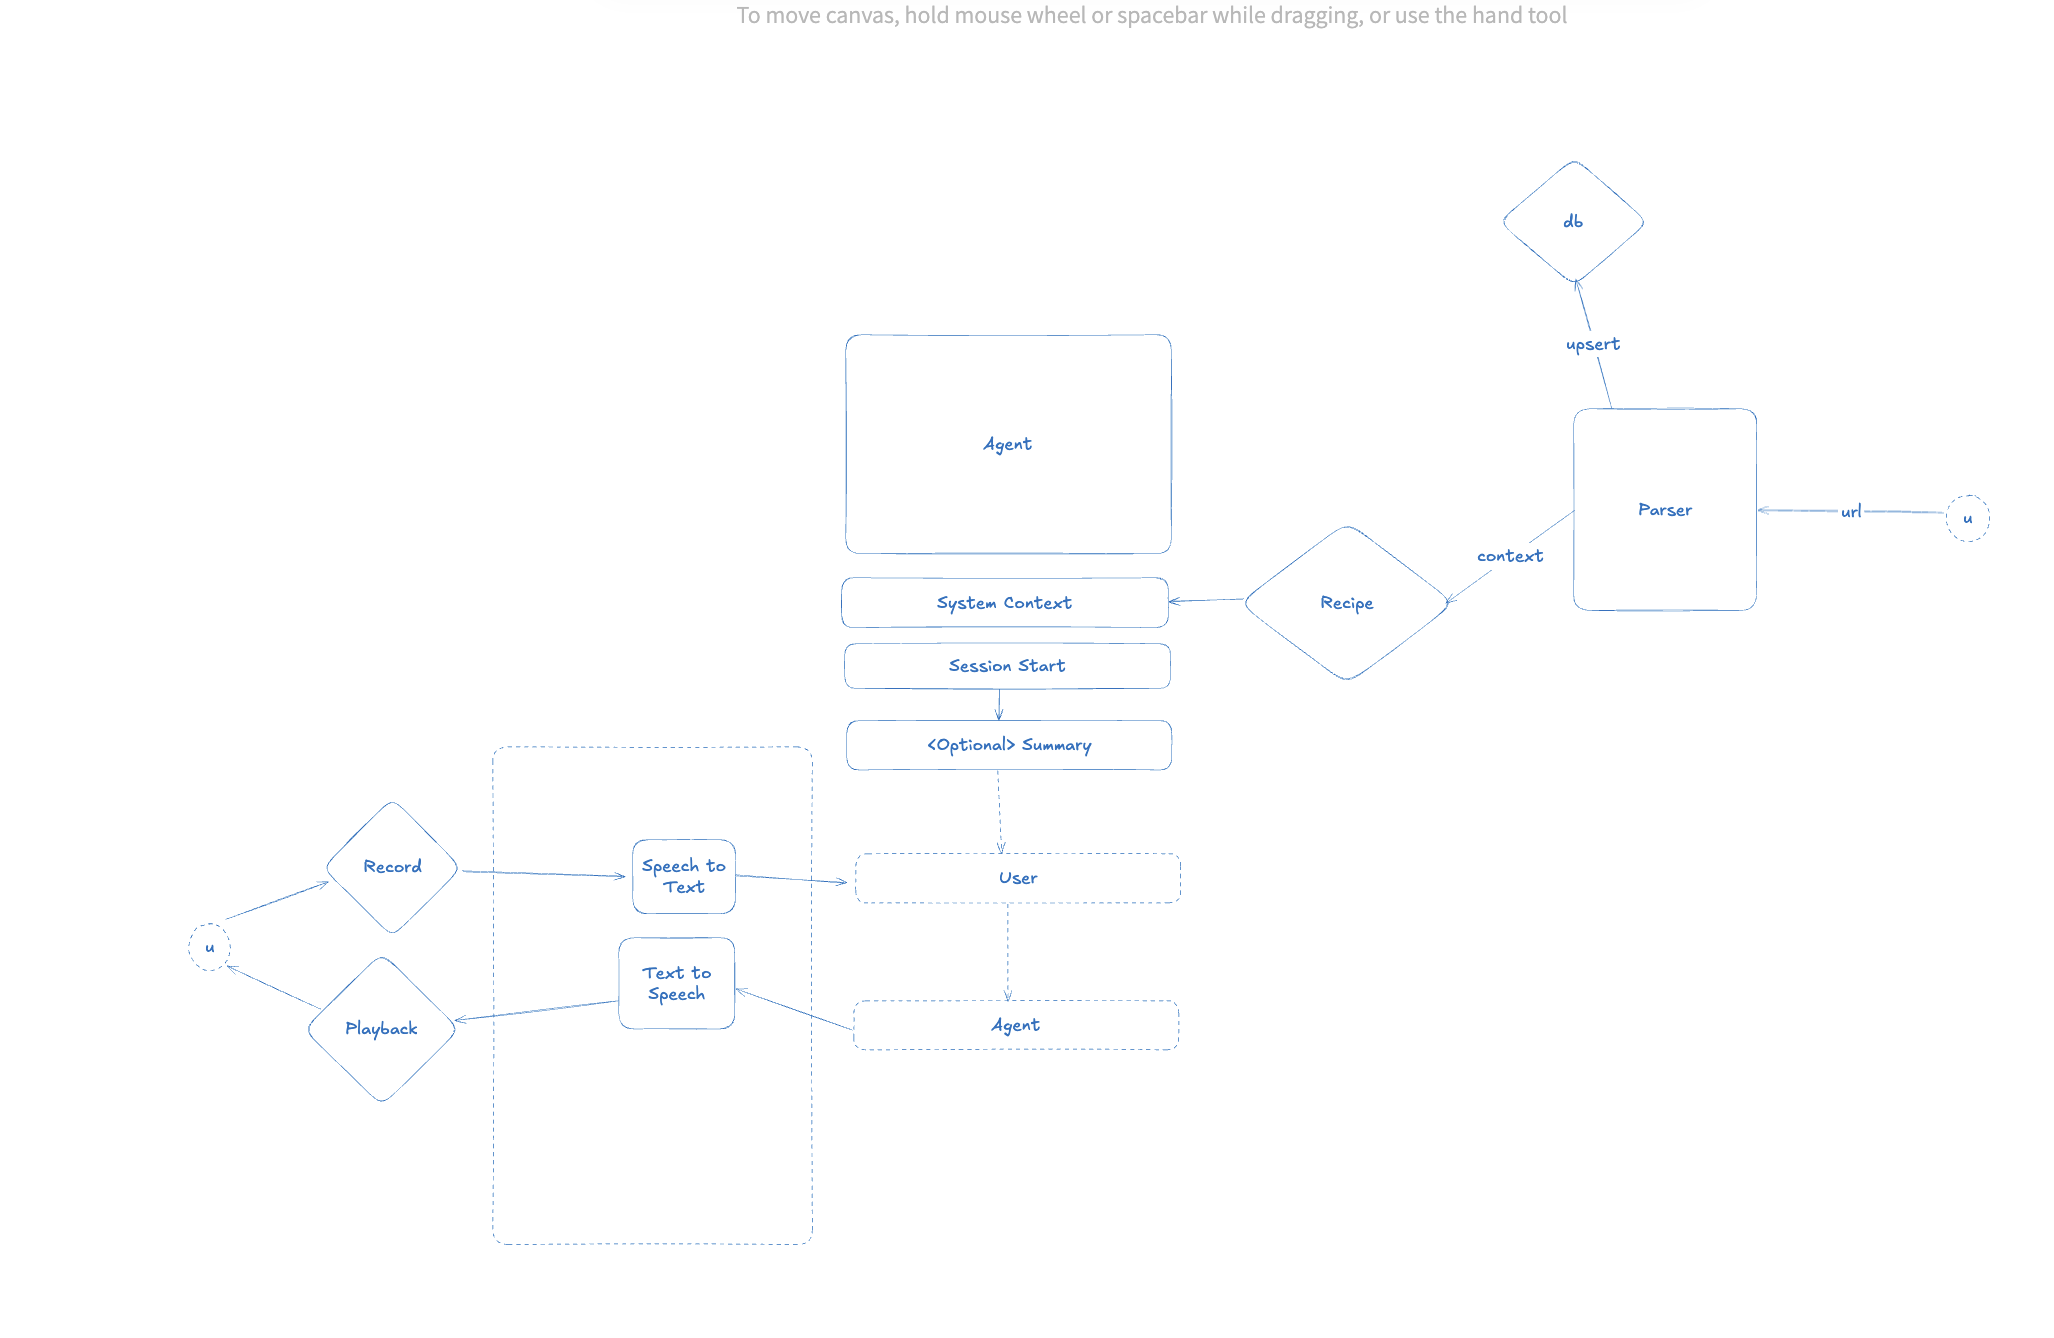 To move canvas, hold mouse wheel or spacebar while dragging, or use the hand tool
db
upsert
Agent
Parser
url
u
context
System Context
Recipe
Session Start
<Optional> Summary
Record
Speech to
Text
User
u
Text to
Speech
Playback
Agent